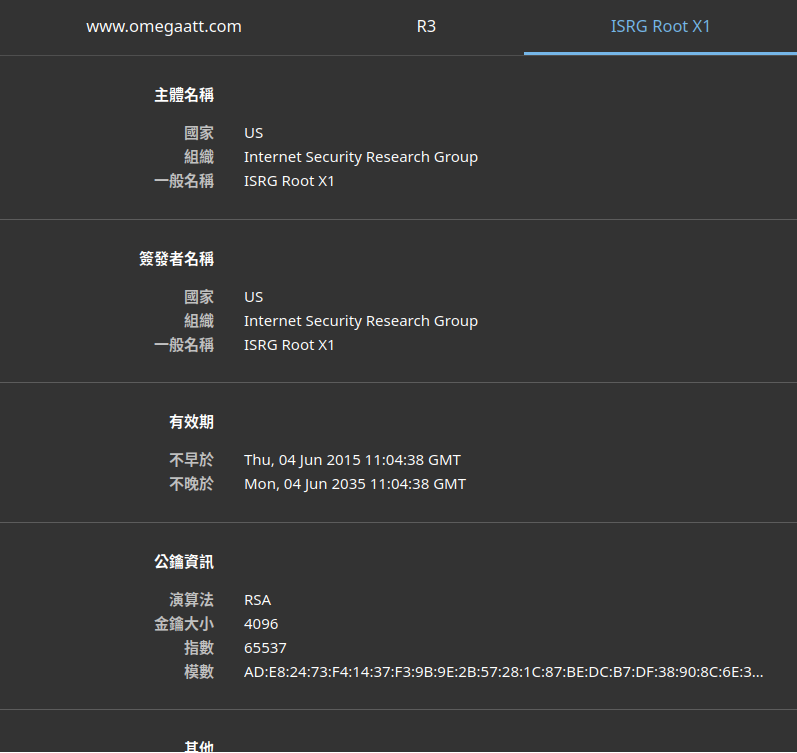 www.omegaatt.com R3 ISRG Root X1
主體名稱
國家 US
組織 Internet Security Research Group
一般名稱 ISRG Root X1
簽發者名稱
國家 US
組織 Internet Security Research Group
一般名稱 ISRG Root X1
有效期
不早於 Thu, 04 Jun 2015 11:04:38 GMT
不晚於 Mon, 04 Jun 2035 11:04:38 GMT
公鑰資訊
演算法 RSA
金鑰大小 4096
指數 65537
模數 AD:E8:24:73:F4:14:37:F3:9B:9E:2B:57:28:1C:87:BE:DC:B7:DF:38:90:8C:6E:3...
其他